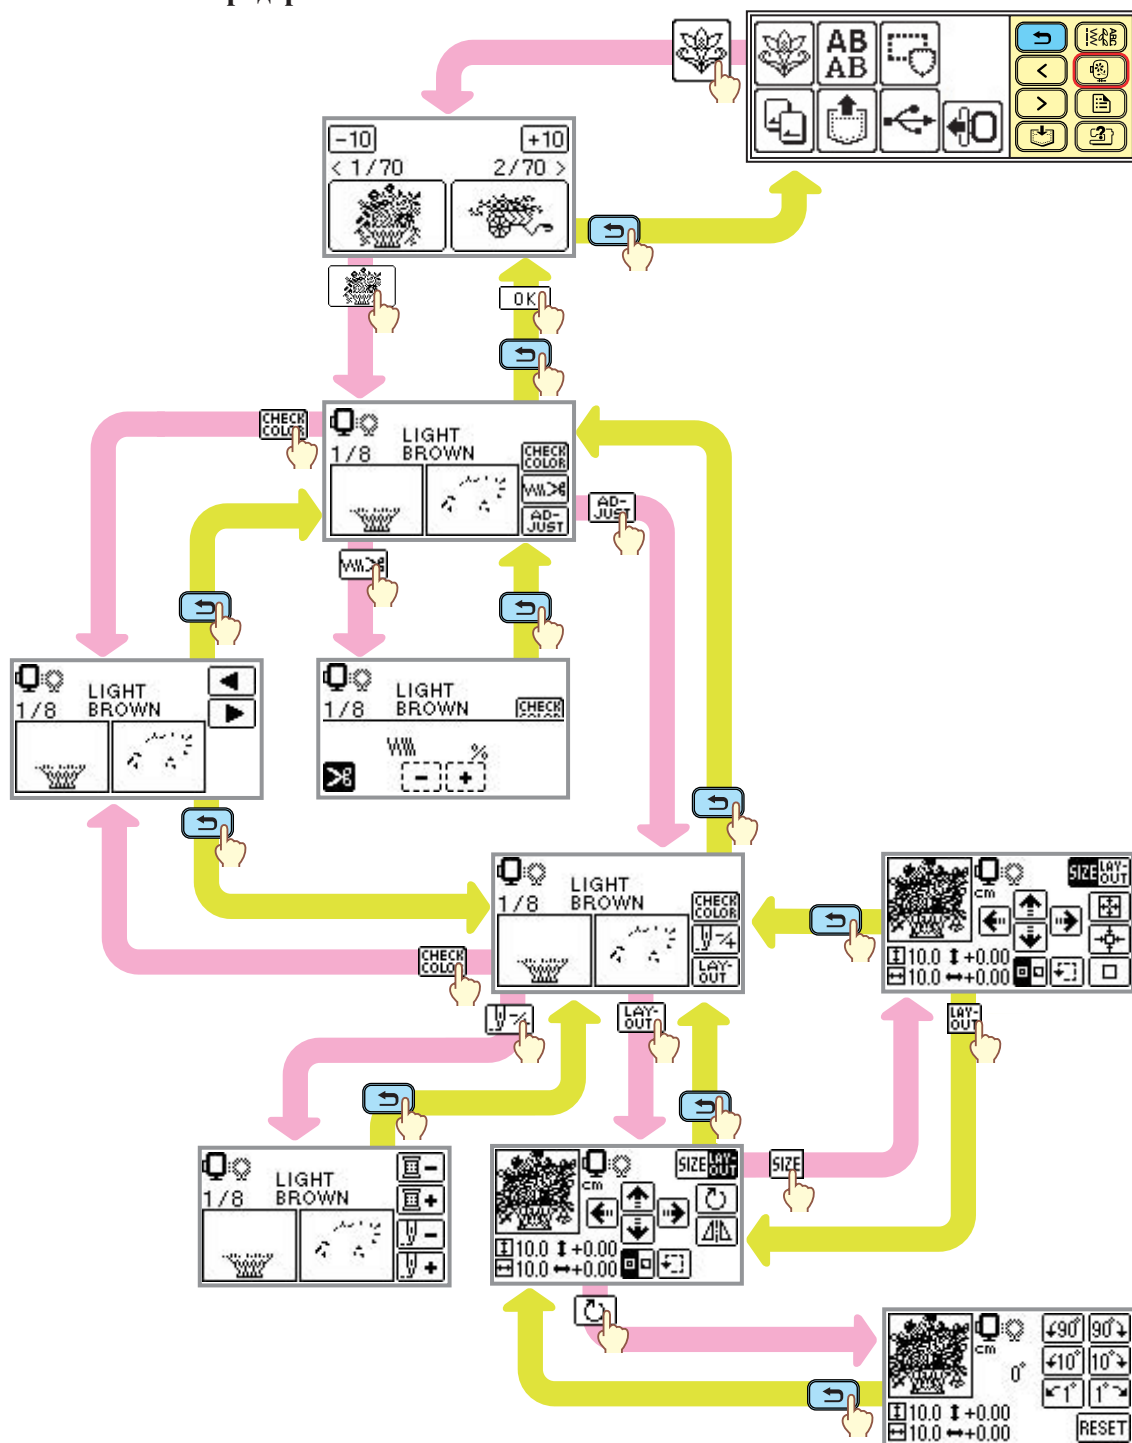 AB
AB
-10
+10
< 1/70
2/70 >
OK
CHECK
COLOR
LIGHT
BROWN
1/8
CHECK
COLOR
AD-
JUST
AD-
JUST
LIGHT
BROWN
1/8
LIGHT
BROWN
1/8
CHECK
%
- +
LIGHT
BROWN
1/8
CHECK
COLOR
LAY-
OUT
CHECK
COLOR
SIZE LAY-
OUT
cm
10.0 +0.00
10.0 +0.00
LAY-
OUT
LAY-
OUT
LIGHT
BROWN
1/8
-
+
-
+
SIZE LAY-
OUT
cm
10.0 +0.00
10.0 +0.00
SIZE
cm
0°
90° 90°
10° 10°
1° 1°
RESET
10.0 +0.00
10.0 +0.00